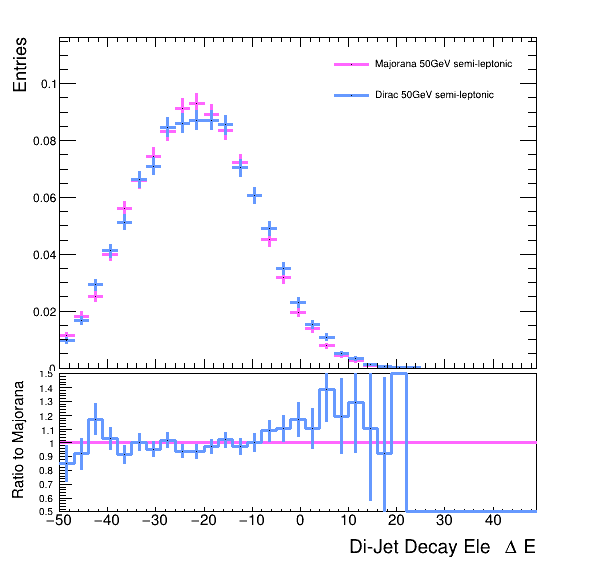 Entries
Majorana 50GeV semi-leptonic
Dirac 50GeV semi-leptonic
0.1
0.08
0.06
0.04
0.02
0
Ratio to Majorana
1.5
1.4
1.3
1.2
1.1
1
0.9
0.8
0.7
0.6
0.5
−50 −40 −30 −20 −10 0 10 20 30 40
Di-Jet Decay Ele Δ E